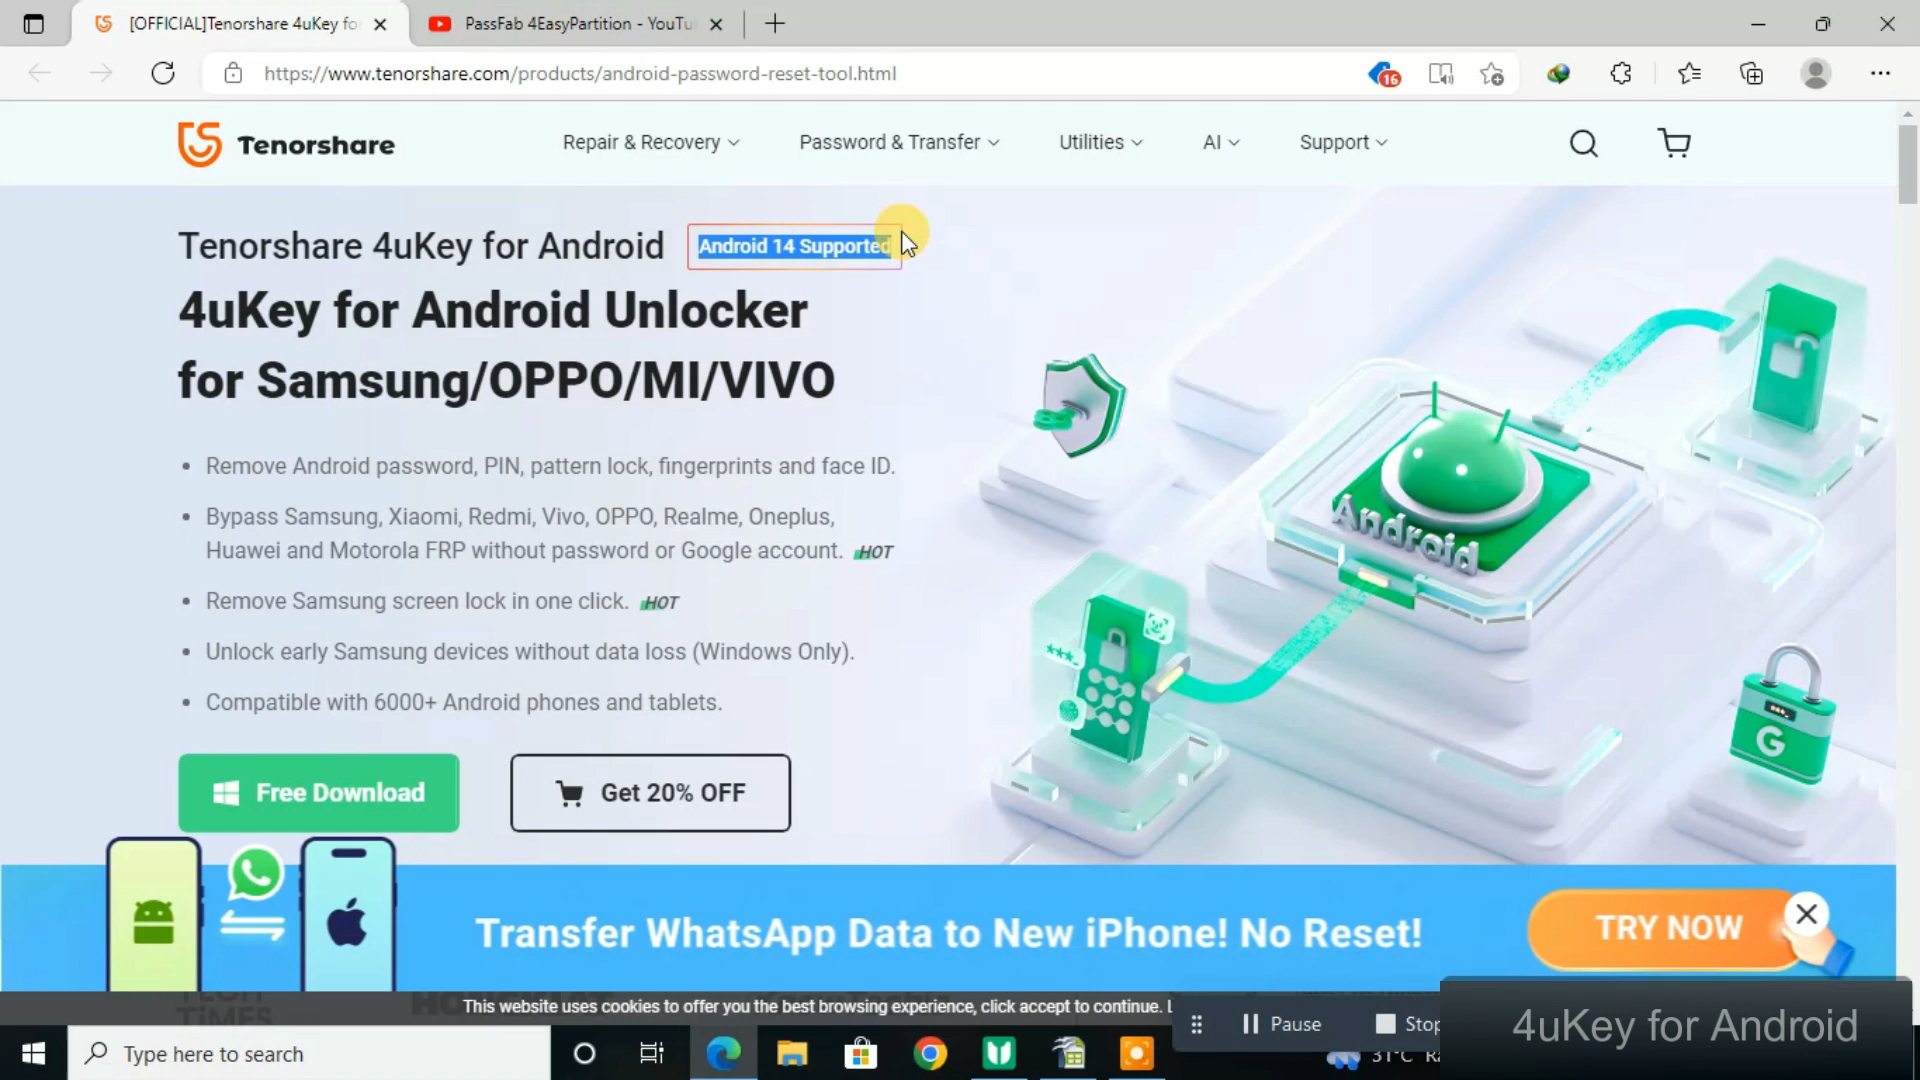 [OFFICIAL]Tenorshare 4uKey fo
PassFab 4EasyPartition - YouTu
https://www.tenorshare.com/products/android-password-reset-tool.html
16
Tenorshare
Repair & Recovery
Password & Transfer
Utilities
AI
Support
Tenorshare 4uKey for Android
Android 14 Supported
4uKey for Android Unlocker
for Samsung/OPPO/MI/VIVO
Remove Android password, PIN, pattern lock, fingerprints and face ID.
Bypass Samsung, Xiaomi, Redmi, Vivo, OPPO, Realme, Oneplus,
Huawei and Motorola FRP without password or Google account. HOT
Remove Samsung screen lock in one click. HOT
Unlock early Samsung devices without data loss (Windows Only).
Compatible with 6000+ Android phones and tablets.
Android
G
Free Download
Get 20% OFF
Transfer WhatsApp Data to New iPhone! No Reset!
TRY NOW
TECH
TIMES
This website uses cookies to offer you the best browsing experience, click accept to continue. L
Pause
Stop
4uKey for Android
Type here to search
31°C Ra